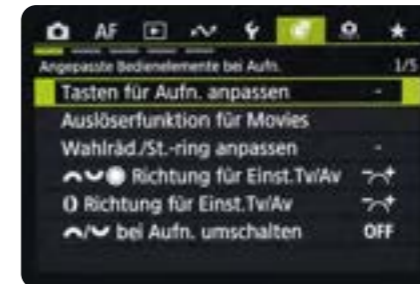 AF
Angepasste Bedienelemente bei Aufn. 1/5
Tasten für Aufn. anpassen -
Auslöserfunktion für Movies
Wahlräd./St.-ring anpassen -
Richtung für Einst.Tv/Av
Richtung für Einst.Tv/Av
bei Aufn. umschalten OFF